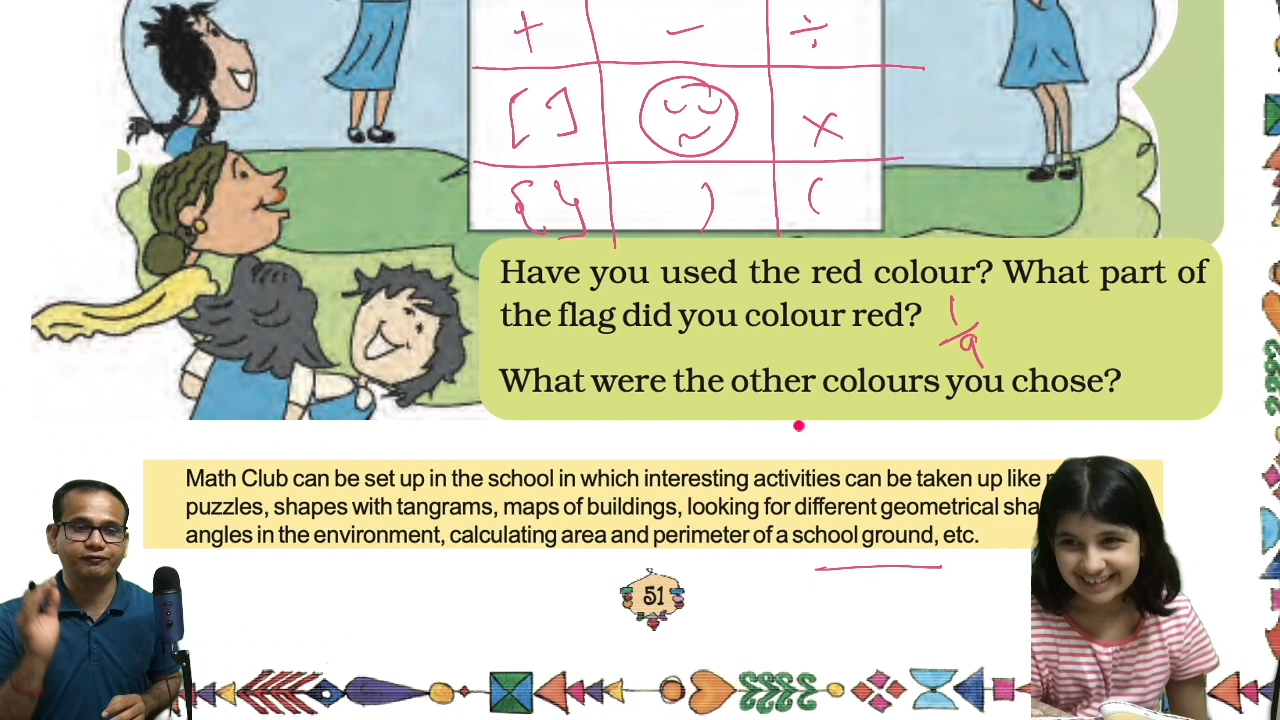 + − ÷
[ ] ×
{ } ) (
Have you used the red colour? What part of
the flag did you colour red? 1/9
What were the other colours you chose?
Math Club can be set up in the school in which interesting activities can be taken up like
puzzles, shapes with tangrams, maps of buildings, looking for different geometrical
angles in the environment, calculating area and perimeter of a school ground, etc.
51